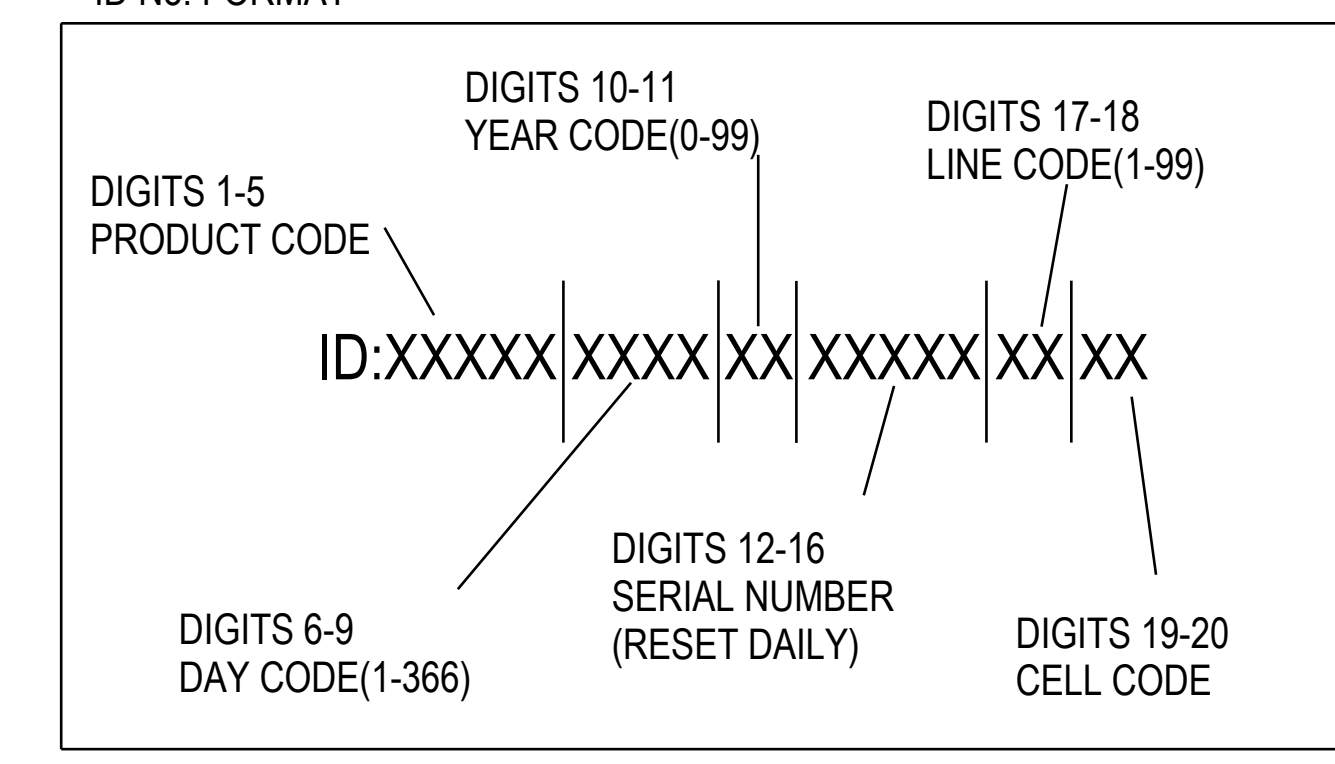 DIGITS 10-11
YEAR CODE(0-99)
DIGITS 17-18
LINE CODE(1-99)
DIGITS 1-5
PRODUCT CODE
ID:XXXXX XXXX XX XXXXX XX XX
DIGITS 12-16
SERIAL NUMBER
(RESET DAILY)
DIGITS 6-9
DAY CODE(1-366)
DIGITS 19-20
CELL CODE